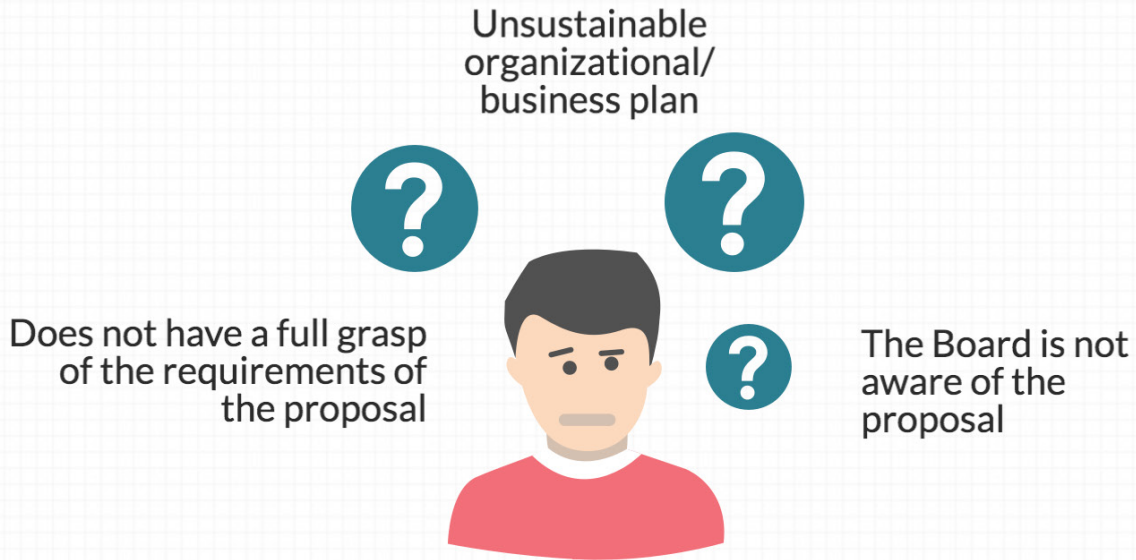 Unsustainable
organizational/
business plan
?
?
Does not have a full grasp
of the requirements of
the proposal
?
The Board is not
aware of the
proposal